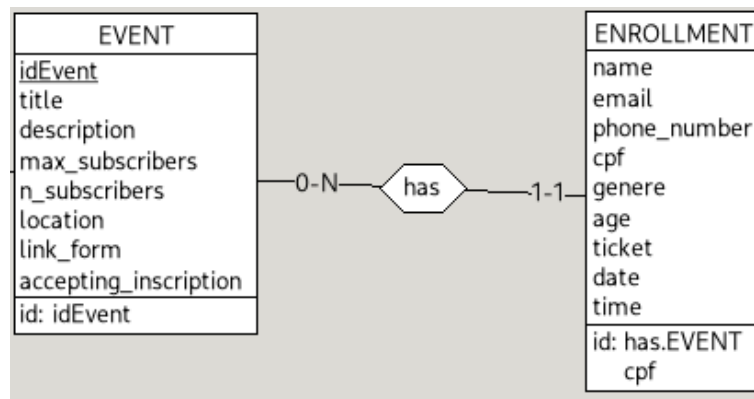 EVENT
idEvent
title
description
max_subscribers
n_subscribers
location
link_form
accepting_inscription
id: idEvent
0-N
has
1-1
ENROLLMENT
name
email
phone_number
cpf
genere
age
ticket
date
time
id: has.EVENT
cpf